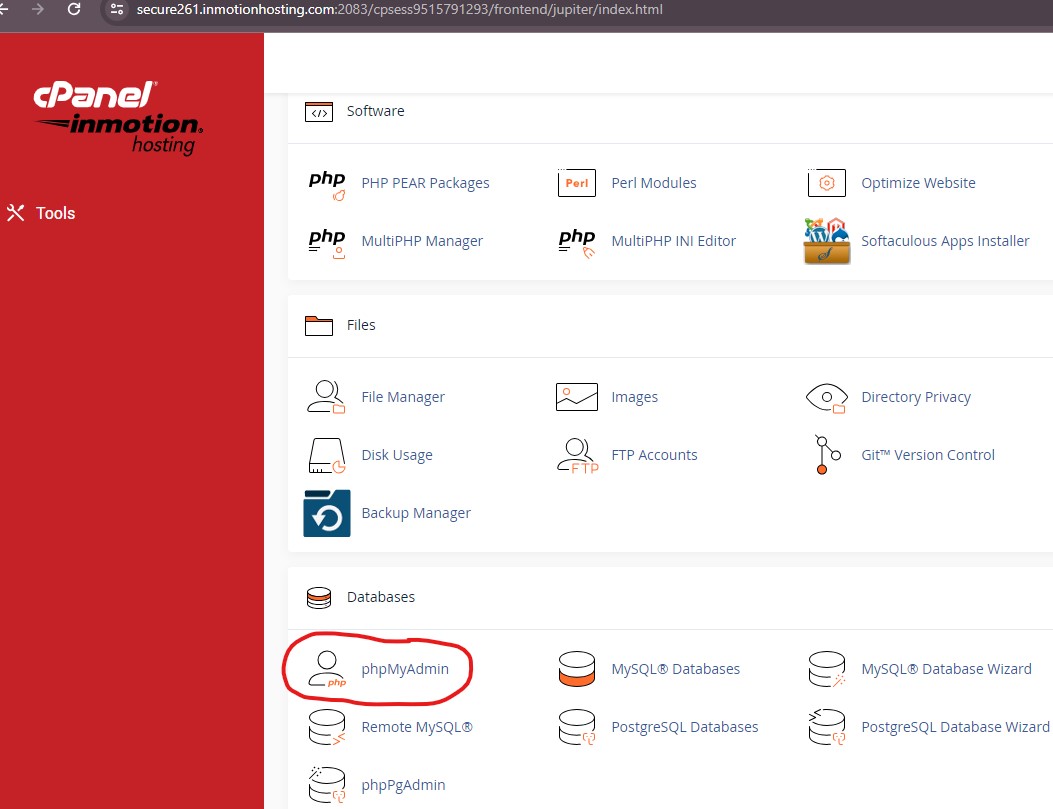 secure261.inmotionhosting.com:2083/cpsess9515791293/frontend/jupiter/index.html
cPanel®
inmotion®
hosting
Tools
Software
php PHP PEAR Packages
Perl Perl Modules
Optimize Website
php MultiPHP Manager
php MultiPHP INI Editor
Softaculous Apps Installer
Files
File Manager
Images
Directory Privacy
Disk Usage
FTP FTP Accounts
Git™ Version Control
Backup Manager
Databases
php phpMyAdmin
MySQL® Databases
MySQL® Database Wizard
Remote MySQL®
PostgreSQL Databases
PostgreSQL Database Wizard
phpPgAdmin